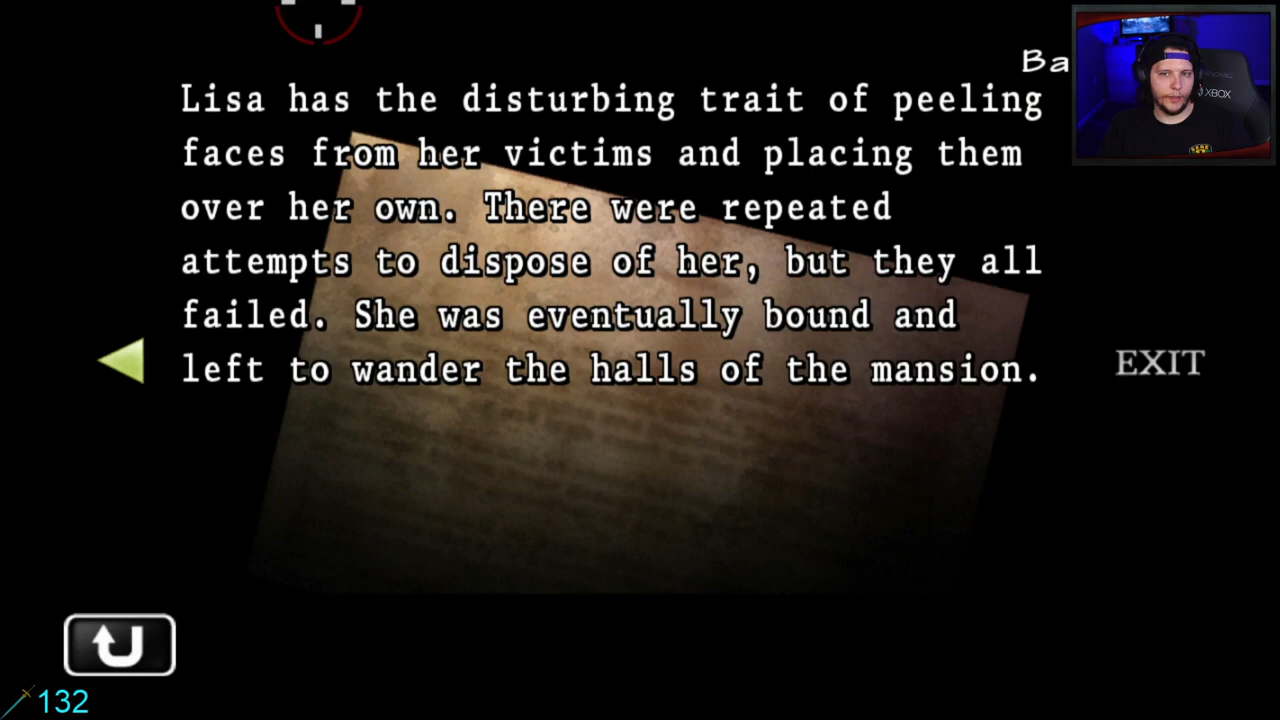 Ba
Lisa has the disturbing trait of peeling
faces from her victims and placing them
over her own. There were repeated
attempts to dispose of her, but they all
failed. She was eventually bound and
left to wander the halls of the mansion.
EXIT
XBOX
132